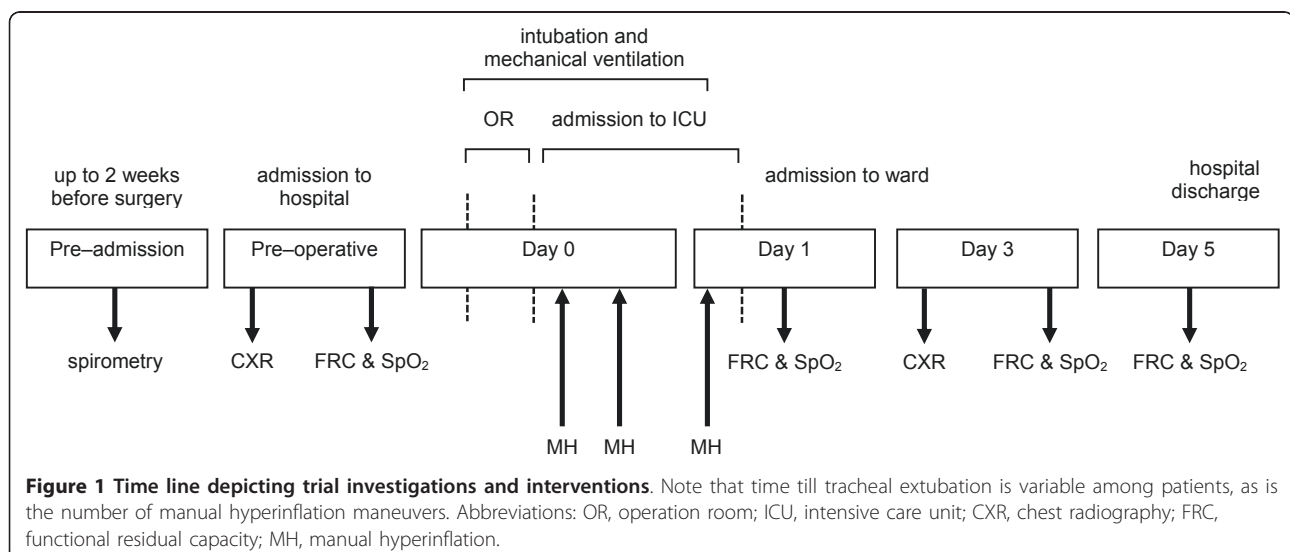 intubation and
mechanical ventilation
OR admission to ICU
up to 2 weeks
before surgery
admission to
hospital
admission to ward
hospital
discharge
Pre–admission Pre–operative Day 0 Day 1 Day 3 Day 5
spirometry CXR FRC & SpO₂ FRC & SpO₂ CXR FRC & SpO₂ FRC & SpO₂
MH MH MH
Figure 1 Time line depicting trial investigations and interventions. Note that time till tracheal extubation is variable among patients, as is
the number of manual hyperinflation maneuvers. Abbreviations: OR, operation room; ICU, intensive care unit; CXR, chest radiography; FRC,
functional residual capacity; MH, manual hyperinflation.